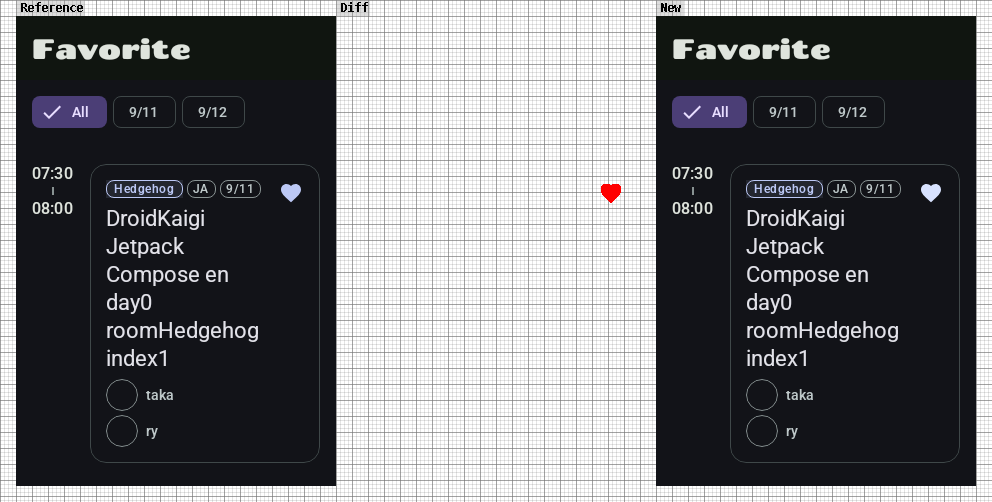 Reference
Diff
New
Favorite
All 9/11 9/12
07:30
08:00
Hedgehog JA 9/11
DroidKaigi
Jetpack
Compose en
day0
roomHedgehog
index1
taka
ry
Favorite
All 9/11 9/12
07:30
08:00
Hedgehog JA 9/11
DroidKaigi
Jetpack
Compose en
day0
roomHedgehog
index1
taka
ry